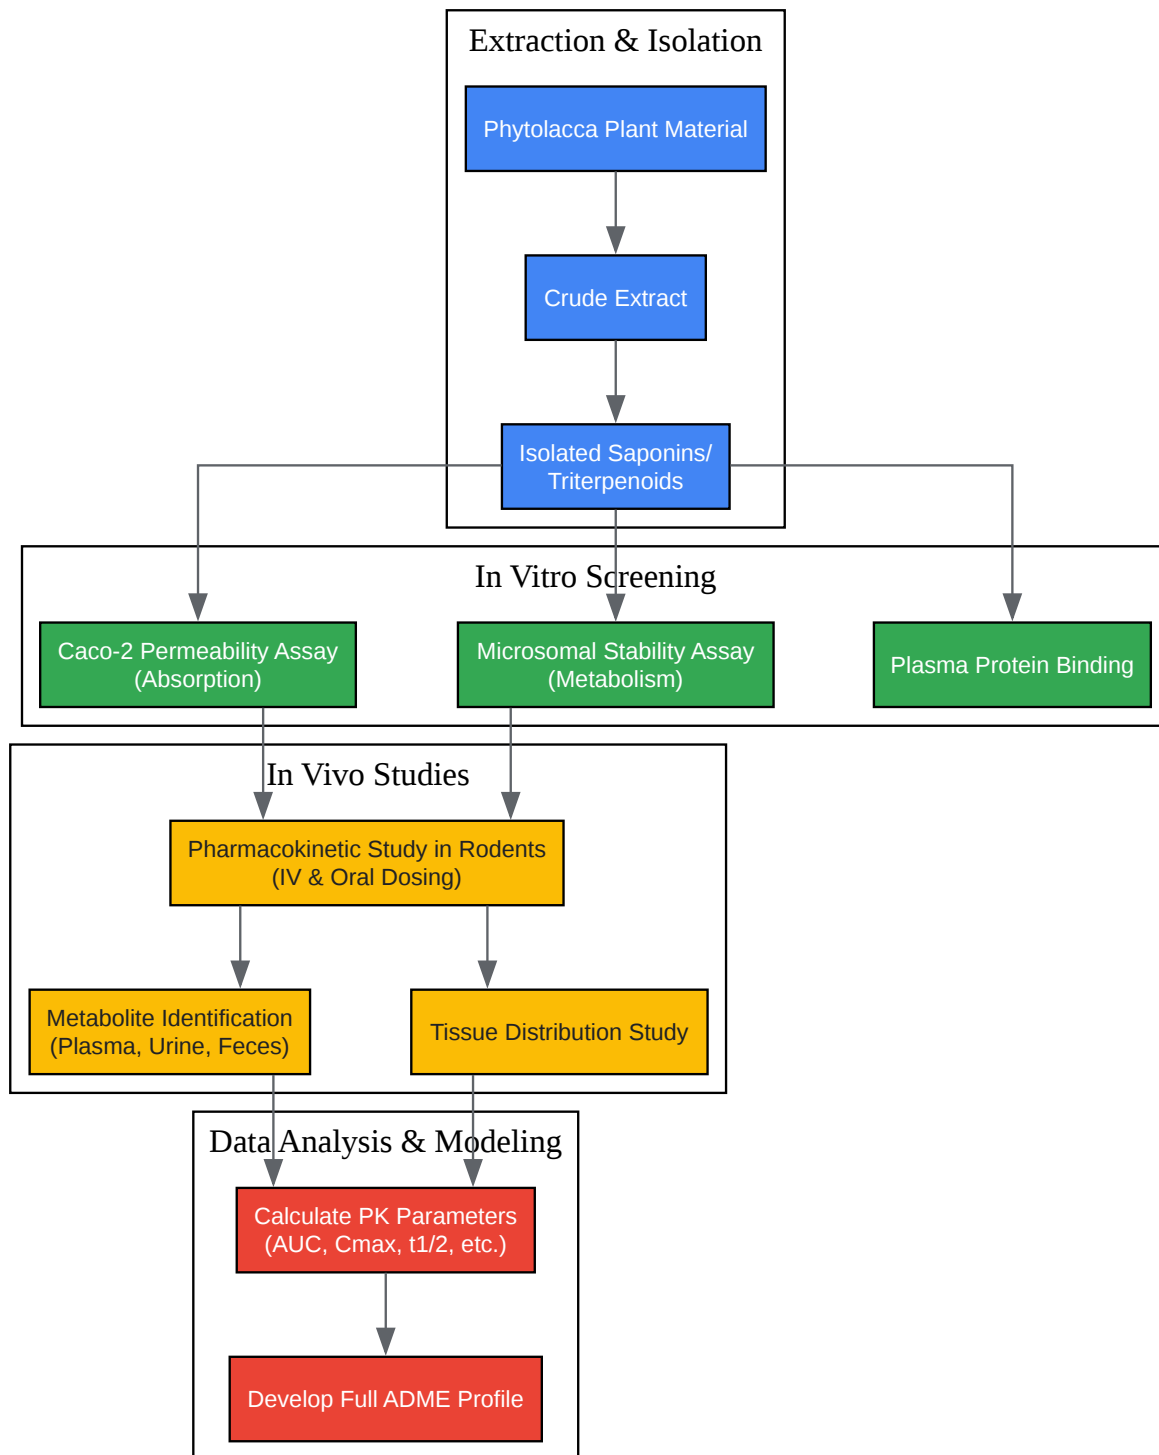 Extraction & Isolation
Phytolacca Plant Material
Crude Extract
Isolated Saponins/
Triterpenoids
In Vitro Screening
Caco-2 Permeability Assay
(Absorption)
Microsomal Stability Assay
(Metabolism)
Plasma Protein Binding
In Vivo Studies
Pharmacokinetic Study in Rodents
(IV & Oral Dosing)
Metabolite Identification
(Plasma, Urine, Feces)
Tissue Distribution Study
Data Analysis & Modeling
Calculate PK Parameters
(AUC, Cmax, t1/2, etc.)
Develop Full ADME Profile